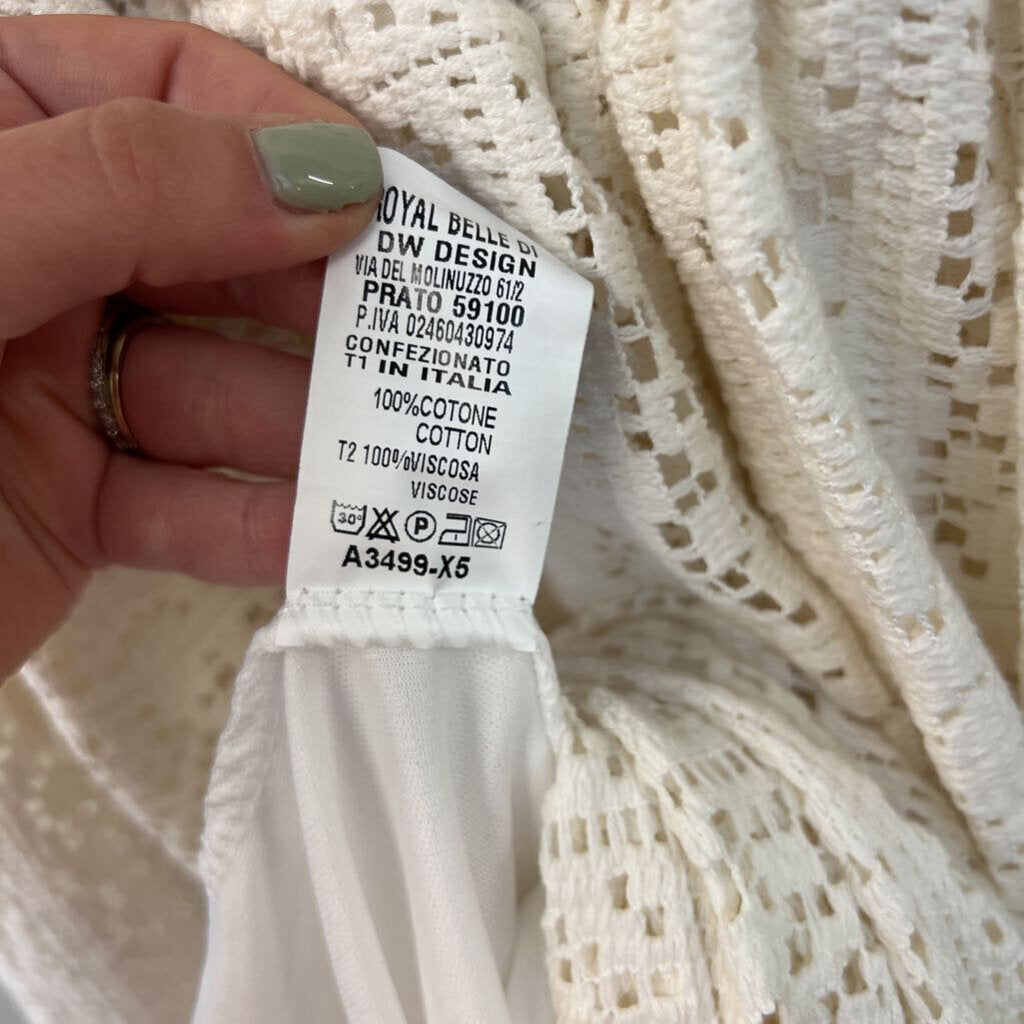 ROYAL BELLE DI
DW DESIGN
VIA DEL MOLINUZZO 61/2
PRATO 59100
P.IVA 02460430974
CONFEZIONATO
T1 IN ITALIA
100%COTONE
COTTON
T2 100%VISCOSA
VISCOSE
30° P
A3499-X5